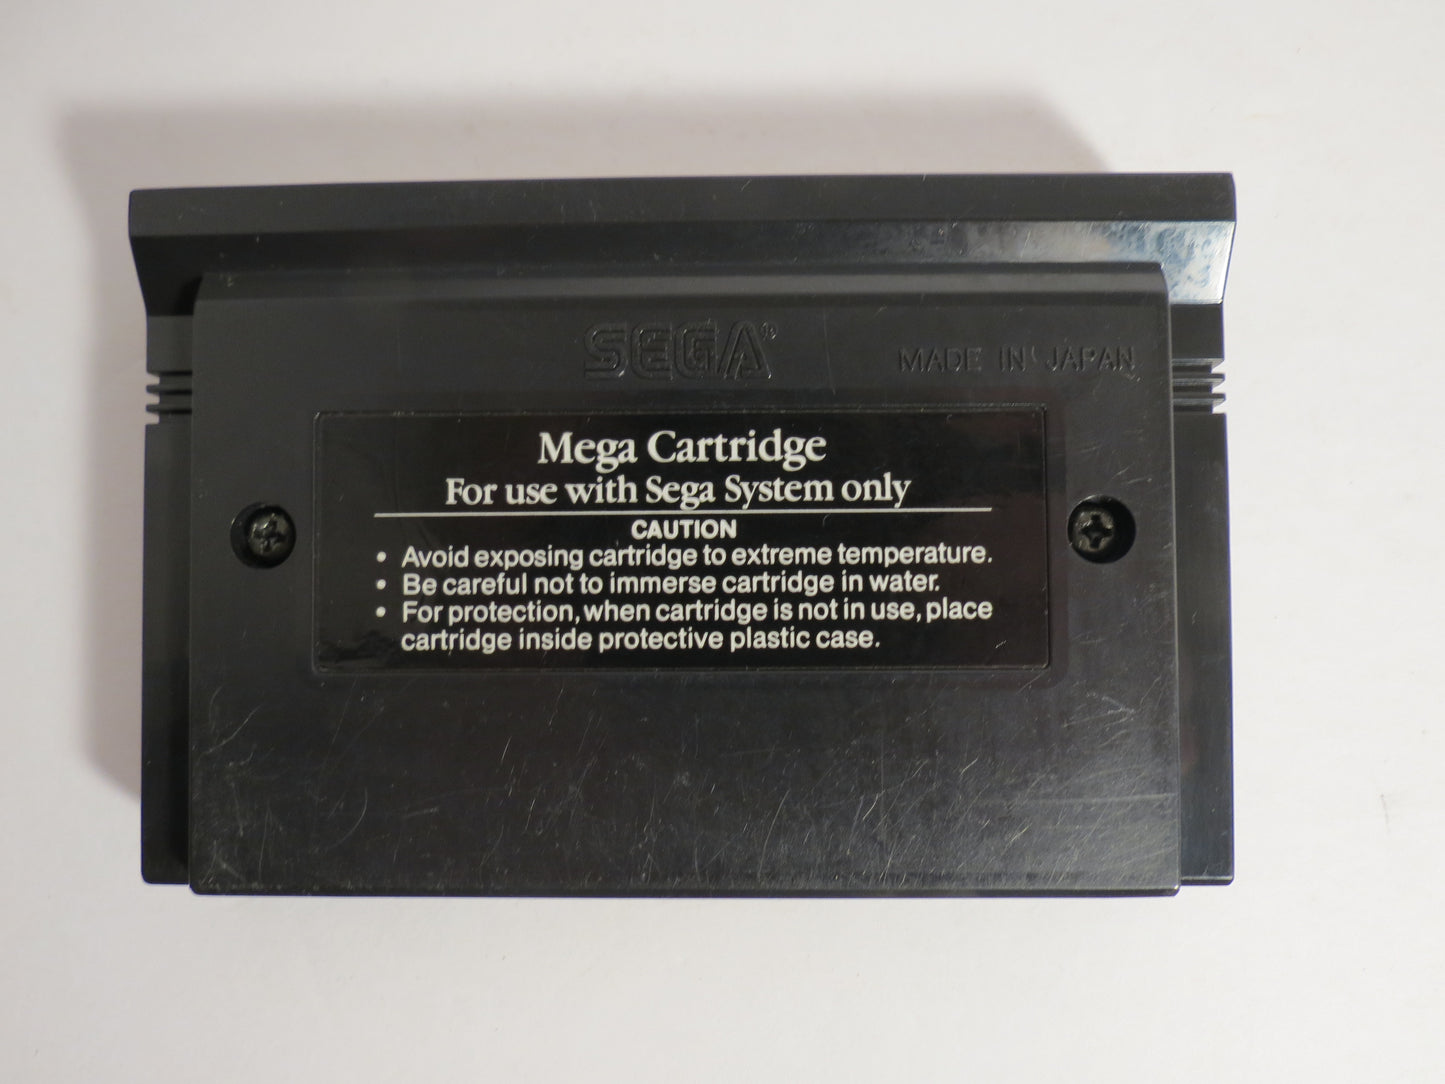 SEGA®
MADE IN JAPAN
Mega Cartridge
For use with Sega System only
CAUTION
• Avoid exposing cartridge to extreme temperature.
• Be careful not to immerse cartridge in water.
• For protection, when cartridge is not in use, place
cartridge inside protective plastic case.